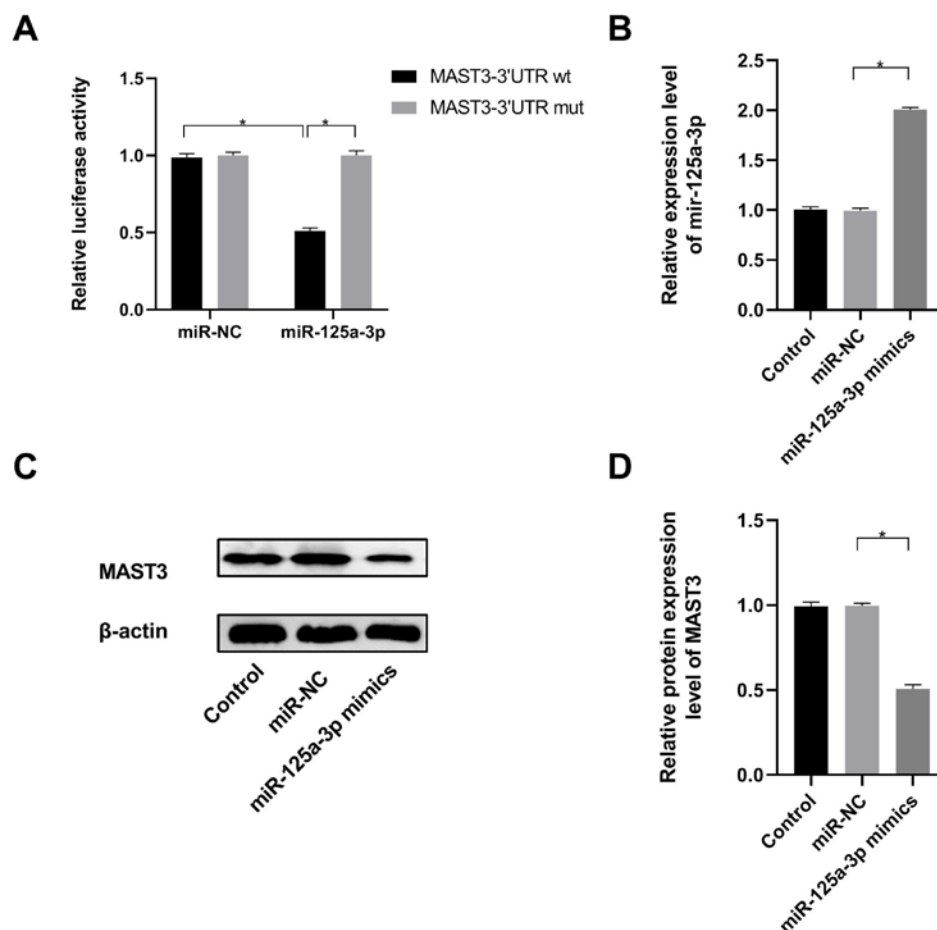 A
Relative luciferase activity
1.5
1.0
0.5
0.0
*
*
miR-NC
miR-125a-3p
MAST3-3'UTR wt
MAST3-3'UTR mut
B
Relative expression level
of mir-125a-3p
2.5
2.0
1.5
1.0
0.5
0.0
*
Control
miR-NC
miR-125a-3p mimics
C
MAST3
β-actin
Control
miR-NC
miR-125a-3p mimics
D
Relative protein expression
level of MAST3
1.5
1.0
0.5
0.0
*
Control
miR-NC
miR-125a-3p mimics